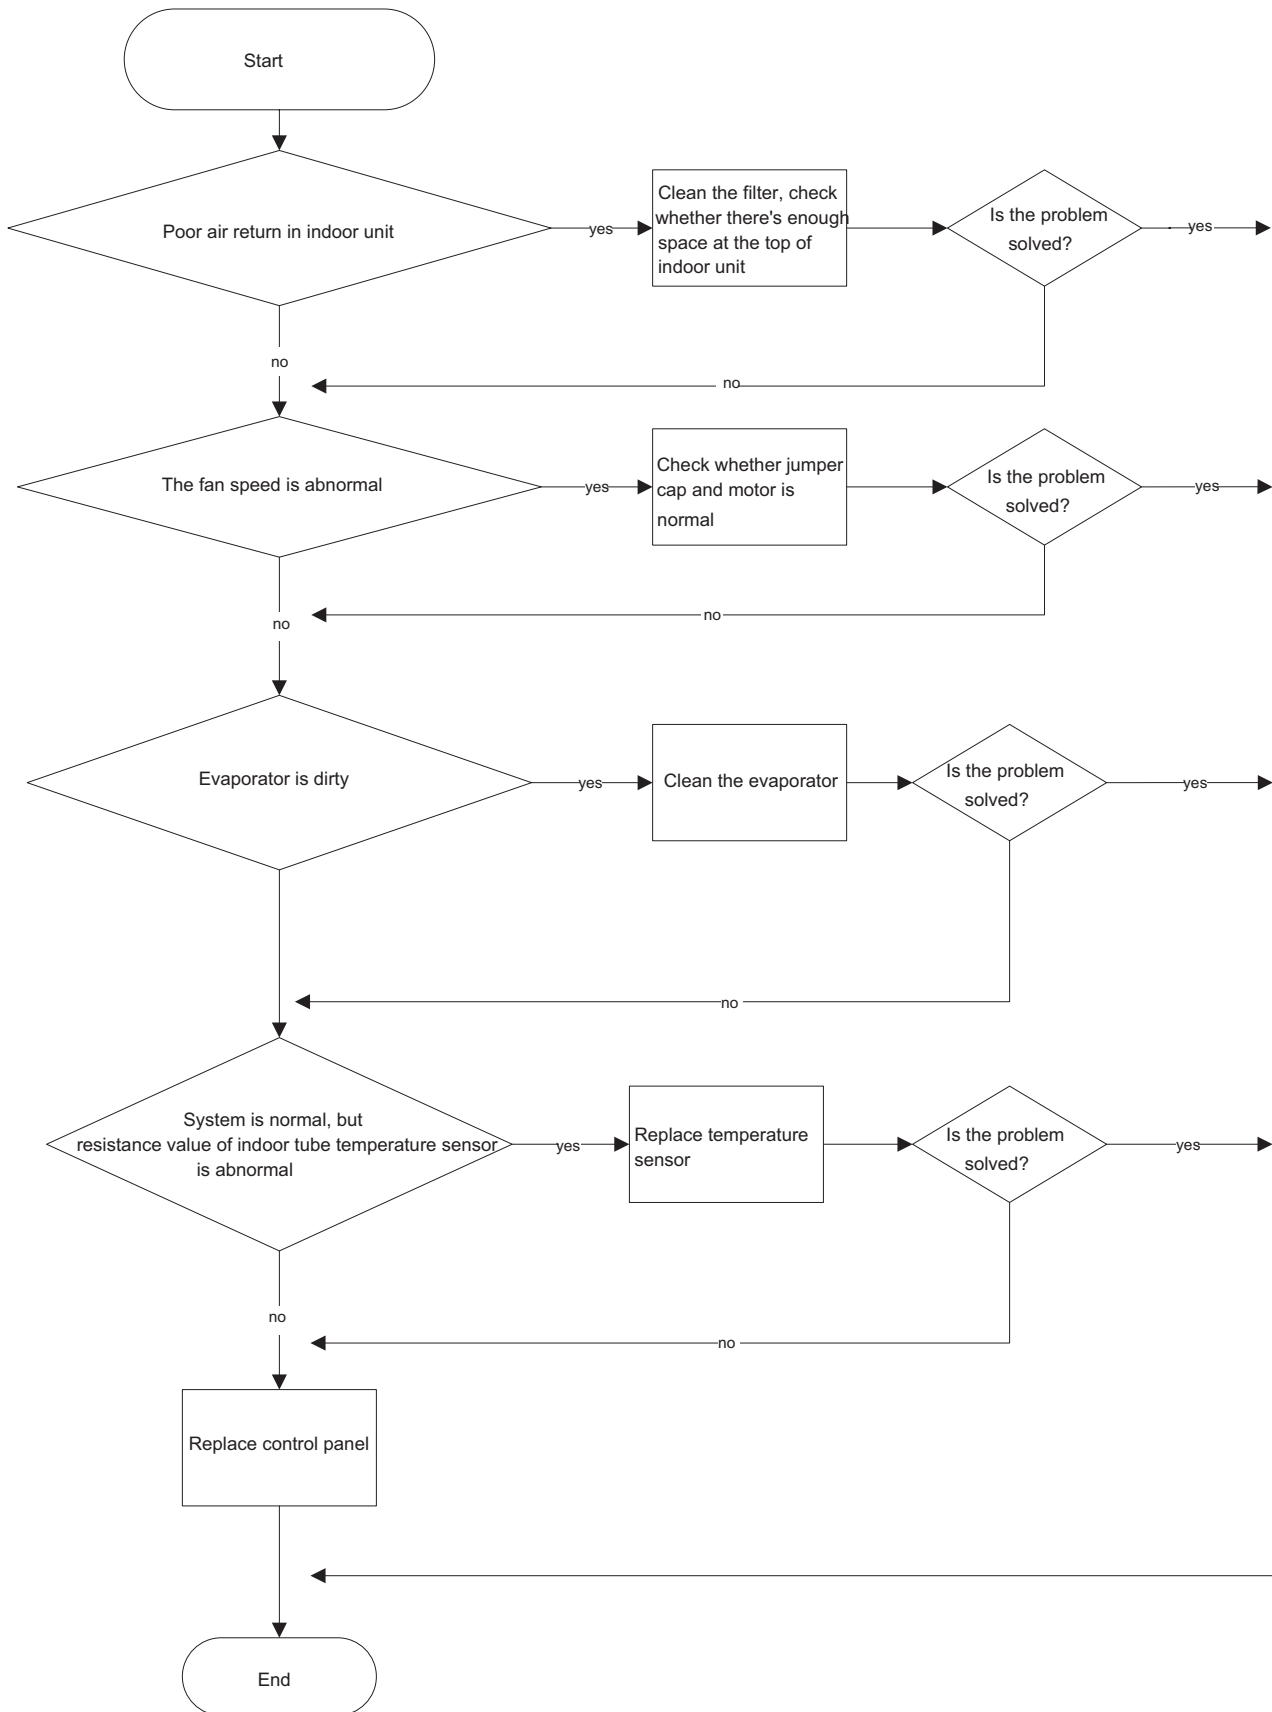 Start
Poor air return in indoor unit
yes
Clean the filter, check
whether there's enough
space at the top of
indoor unit
Is the problem
solved?
yes
no
no
The fan speed is abnormal
yes
Check whether jumper
cap and motor is
normal
Is the problem
solved?
yes
no
no
Evaporator is dirty
yes
Clean the evaporator
Is the problem
solved?
yes
no
System is normal, but
resistance value of indoor tube temperature sensor
is abnormal
yes
Replace temperature
sensor
Is the problem
solved?
yes
no
no
Replace control panel
End